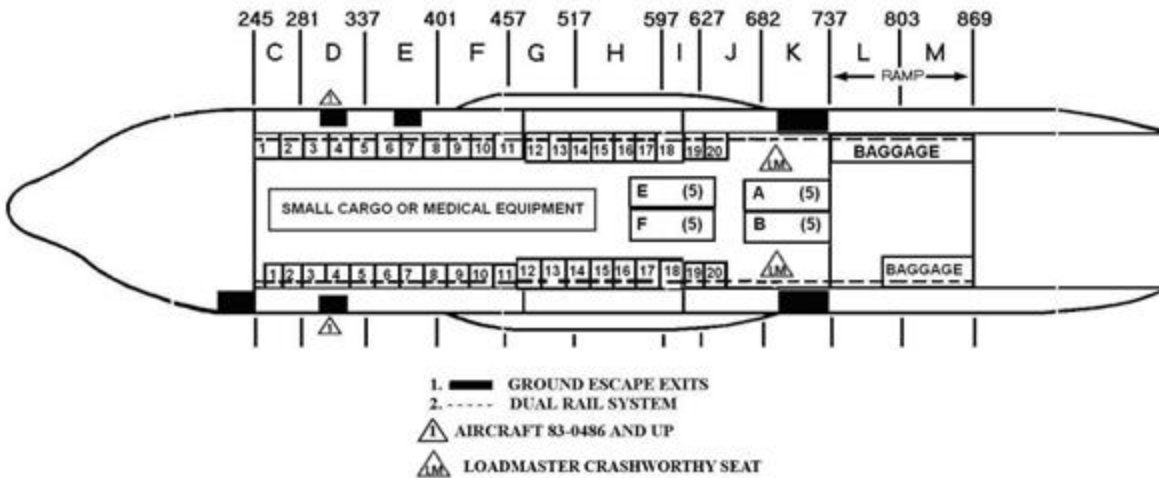 245 281 337 401 457 517 597 627 682 737 803 869
C D E F G H I J K L M
RAMP
1
1 2 3 4 5 6 7 8 9 10 11 12 13 14 15 16 17 18 19 20
BAGGAGE
LM
E (5) A (5)
SMALL CARGO OR MEDICAL EQUIPMENT
F (5) B (5)
LM
BAGGAGE
1 2 3 4 5 6 7 8 9 10 11 12 13 14 15 16 17 18 19 20
1
1. GROUND ESCAPE EXITS
2. ----- DUAL RAIL SYSTEM
1 AIRCRAFT 83-0486 AND UP
LM LOADMASTER CRASHWORTHY SEAT